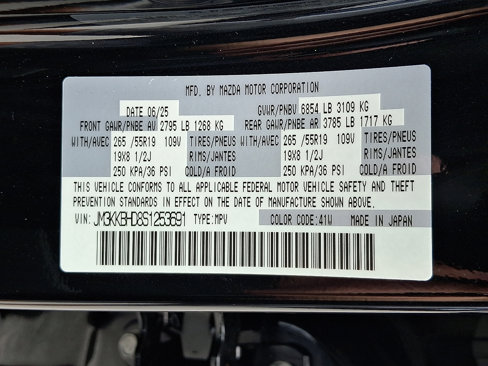 MFD. BY MAZDA MOTOR CORPORATION
DATE 06/25 GVWR/PNBV 6854 LB 3109 KG
FRONT GAWR/PNBE AV 2795 LB 1268 KG REAR GAWR/PNBE AR 3785 LB 1717 KG
WITH/AVEC 265 /55R19 109V TIRES/PNEUS WITH/AVEC 265 /55R19 109V TIRES/PNEUS
19X8 1/2J RIMS/JANTES 19X8 1/2J RIMS/JANTES
250 KPA/36 PSI COLD/A FROID 250 KPA/36 PSI COLD/A FROID
THIS VEHICLE CONFORMS TO ALL APPLICABLE FEDERAL MOTOR VEHICLE SAFETY AND THEFT
PREVENTION STANDARDS IN EFFECT ON THE DATE OF MANUFACTURE SHOWN ABOVE.
VIN: JM3KKBHD8S1253691 TYPE:MPV COLOR CODE:41W MADE IN JAPAN